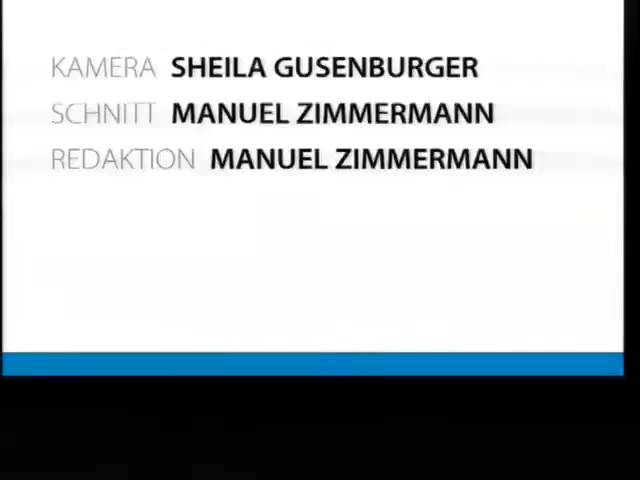 KAMERA SHEILA GUSENBURGER
SCHNITT MANUEL ZIMMERMANN
REDAKTION MANUEL ZIMMERMANN